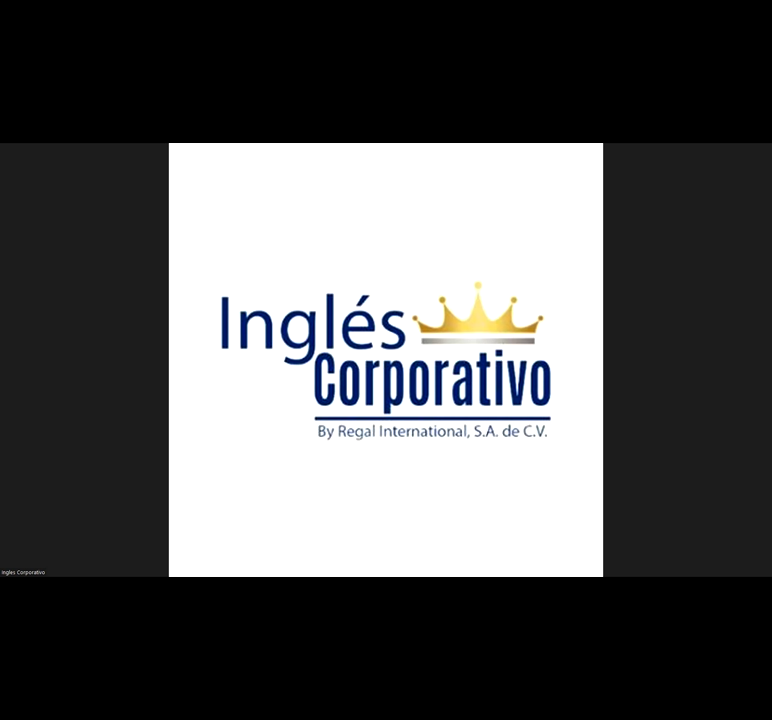 Inglés
Corporativo
By Regal International, S.A. de C.V.
Ingles Corporativo